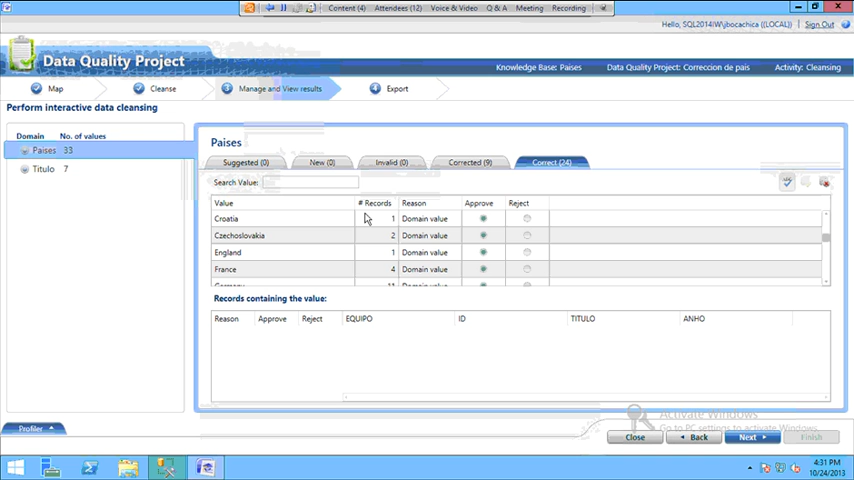 Content (4) Attendees (12) Voice & Video Q & A Meeting Recording
Hello, SQL2014\W\jbocachica ((LOCAL)) Sign Out
Data Quality Project
Knowledge Base: Paises Data Quality Project: Correccion de pais Activity: Cleansing
Map Cleanse 3 Manage and View results 4 Export
Perform interactive data cleansing
Domain No. of values
Paises 33
Titulo 7
Paises
Suggested (0) New (0) Invalid (0) Corrected (9) Correct (24)
Search Value:
Value # Records Reason Approve Reject
Croatia 1 Domain value
Czechoslovakia 2 Domain value
England 1 Domain value
France 4 Domain value
Germany 11 Domain value
Records containing the value:
Reason Approve Reject EQUIPO ID TITULO ANHO
Activate Windows
Go to PC settings to activate Windows.
Profiler
Close Back Next Finish
4:31 PM
10/24/2013